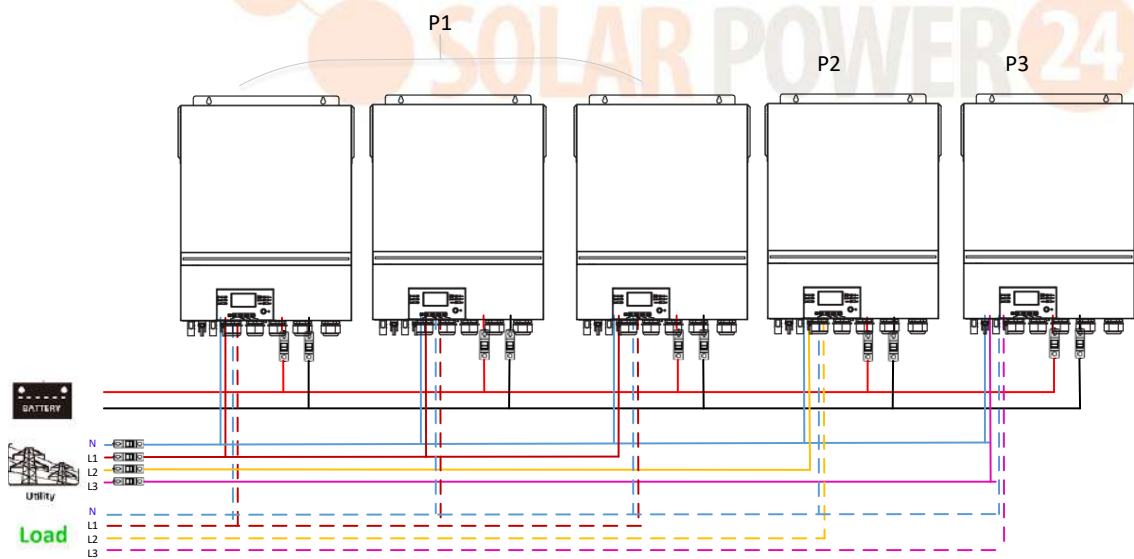 SOLAR POWER 24
P1
P2
P3
BATTERY
N
L1
L2
L3
Utility
N
L1
L2
L3
Load